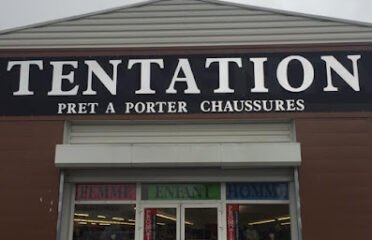 TENTATION
PRET A PORTER CHAUSSURES
FEMME ENFANT HOMME